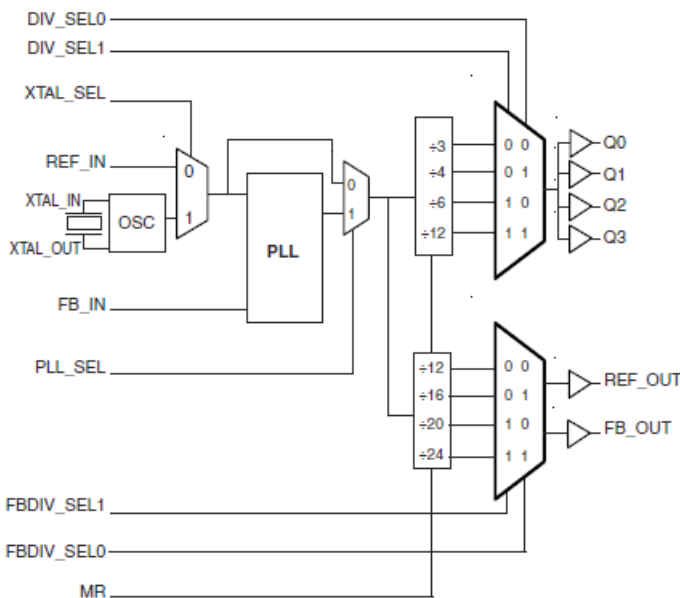 DIV_SEL0
DIV_SEL1
XTAL_SEL
REF_IN
0
XTAL_IN
OSC
1
XTAL_OUT
PLL
0
1
FB_IN
PLL_SEL
÷3
0 0
÷4
0 1
÷6
1 0
÷12
1 1
Q0
Q1
Q2
Q3
÷12
0 0
÷16
0 1
÷20
1 0
÷24
1 1
REF_OUT
FB_OUT
FBDIV_SEL1
FBDIV_SEL0
MR